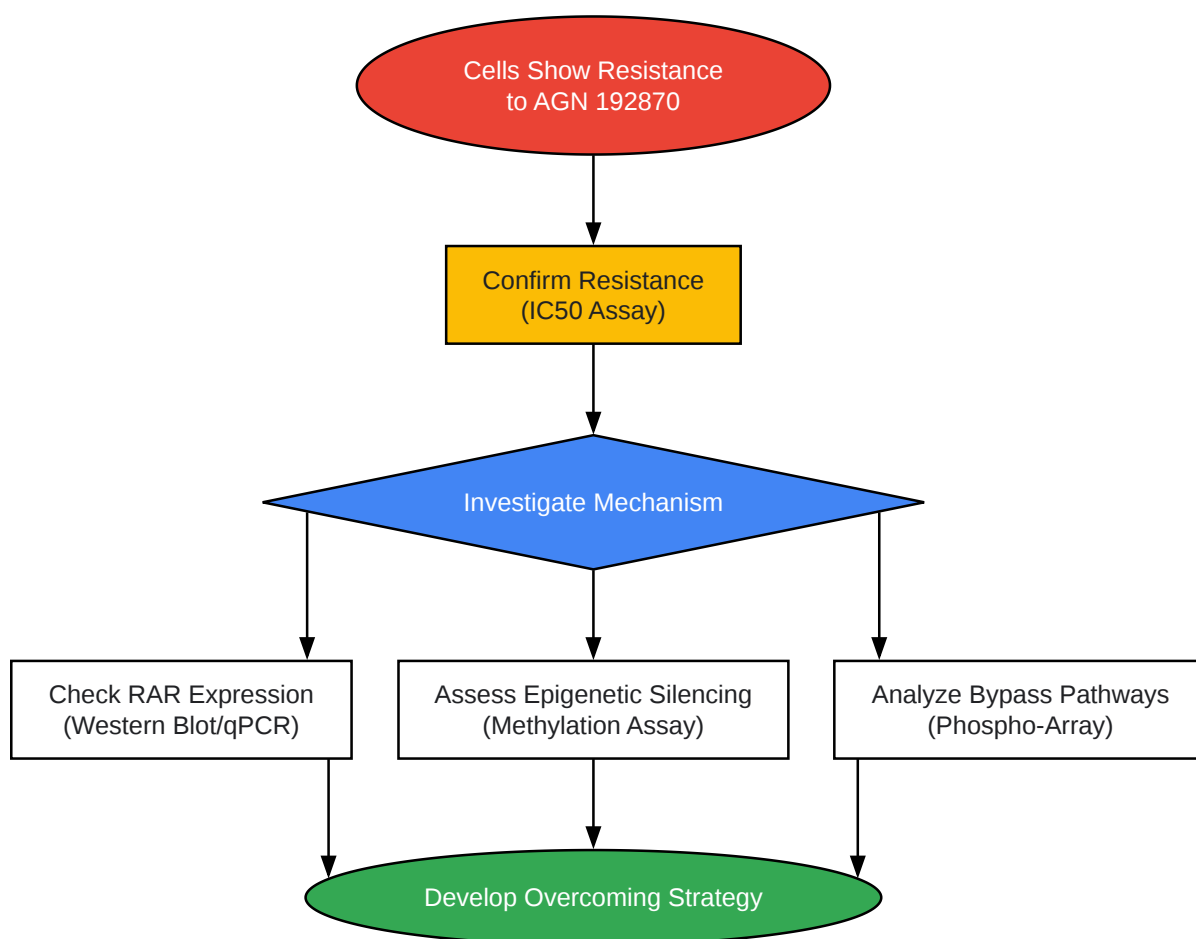 Cells Show Resistance
to AGN 192870
Confirm Resistance
(IC50 Assay)
Investigate Mechanism
Check RAR Expression
(Western Blot/qPCR)
Assess Epigenetic Silencing
(Methylation Assay)
Analyze Bypass Pathways
(Phospho-Array)
Develop Overcoming Strategy